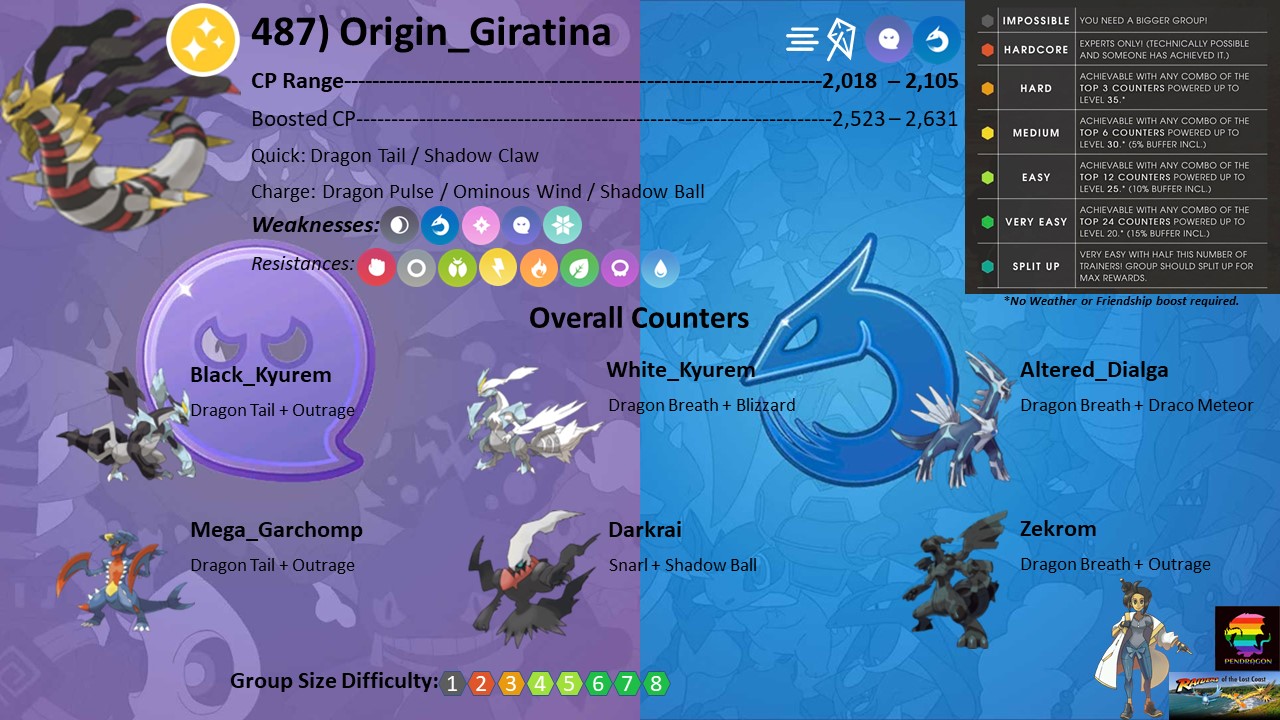 487) Origin_Giratina
CP Range--------------------------------------------------------------------2,018 – 2,105
Boosted CP--------------------------------------------------------------------2,523 – 2,631
Quick: Dragon Tail / Shadow Claw
Charge: Dragon Pulse / Ominous Wind / Shadow Ball
Weaknesses:
Resistances:
IMPOSSIBLE YOU NEED A BIGGER GROUP!
HARDCORE EXPERTS ONLY! (TECHNICALLY POSSIBLE
AND SOMEONE HAS ACHIEVED IT.)
HARD ACHIEVABLE WITH ANY COMBO OF THE
TOP 3 COUNTERS POWERED UP TO
LEVEL 35.*
MEDIUM ACHIEVABLE WITH ANY COMBO OF THE
TOP 6 COUNTERS POWERED UP TO
LEVEL 30.* (5% BUFFER INCL.)
EASY ACHIEVABLE WITH ANY COMBO OF THE
TOP 12 COUNTERS POWERED UP TO
LEVEL 25.* (10% BUFFER INCL.)
VERY EASY ACHIEVABLE WITH ANY COMBO OF THE
TOP 24 COUNTERS POWERED UP TO
LEVEL 20.* (15% BUFFER INCL.)
SPLIT UP VERY EASY WITH HALF THIS NUMBER OF
TRAINERS! GROUP SHOULD SPLIT UP FOR
MAX REWARDS.
*No Weather or Friendship boost required.
Overall Counters
Black_Kyurem
Dragon Tail + Outrage
White_Kyurem
Dragon Breath + Blizzard
Altered_Dialga
Dragon Breath + Draco Meteor
Mega_Garchomp
Dragon Tail + Outrage
Darkrai
Snarl + Shadow Ball
Zekrom
Dragon Breath + Outrage
Group Size Difficulty: 1 2 3 4 5 6 7 8
PENDRAGON
RAIDERS of the Lost Coast